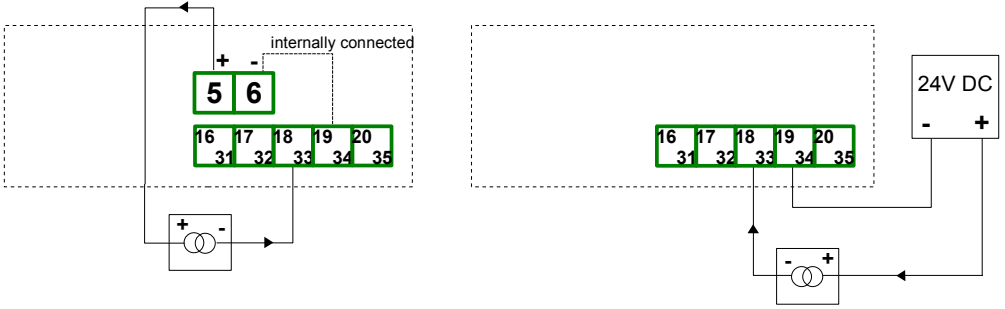 internally connected
+ -
5 6
16 17 18 19 20
31 32 33 34 35
+ -
24V DC
- +
16 17 18 19 20
31 32 33 34 35
- +